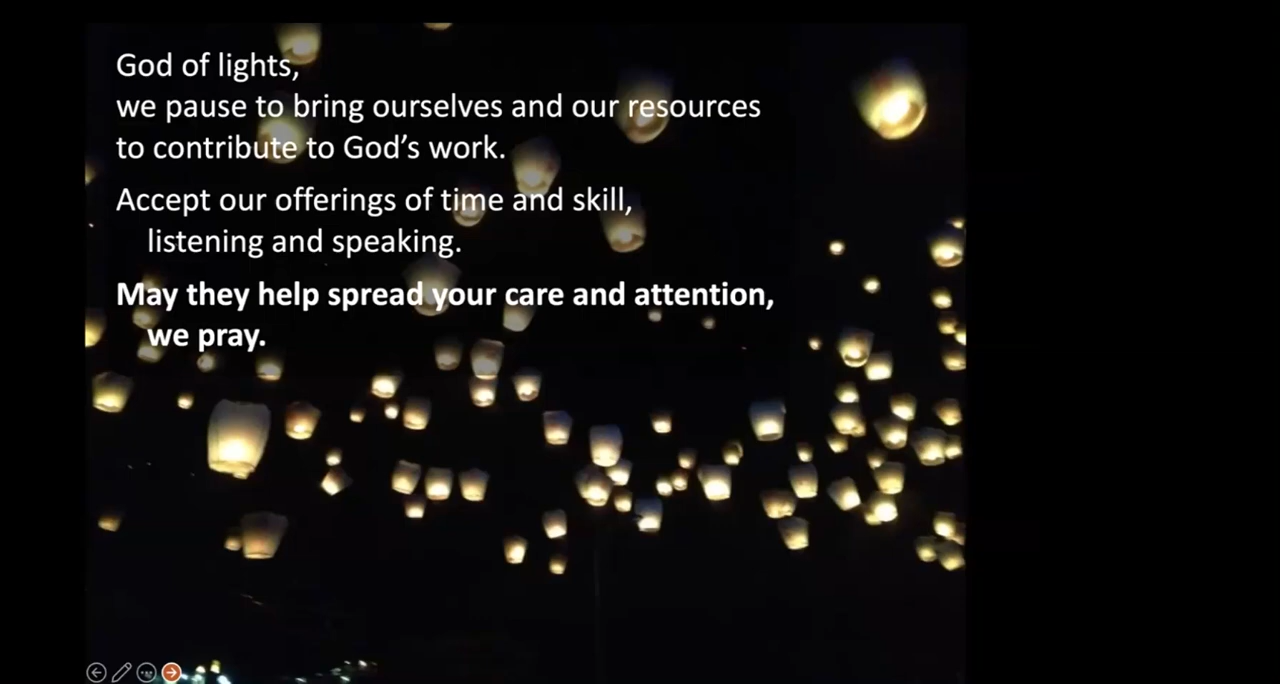 God of lights,
we pause to bring ourselves and our resources
to contribute to God’s work.
Accept our offerings of time and skill,
listening and speaking.
May they help spread your care and attention,
we pray.